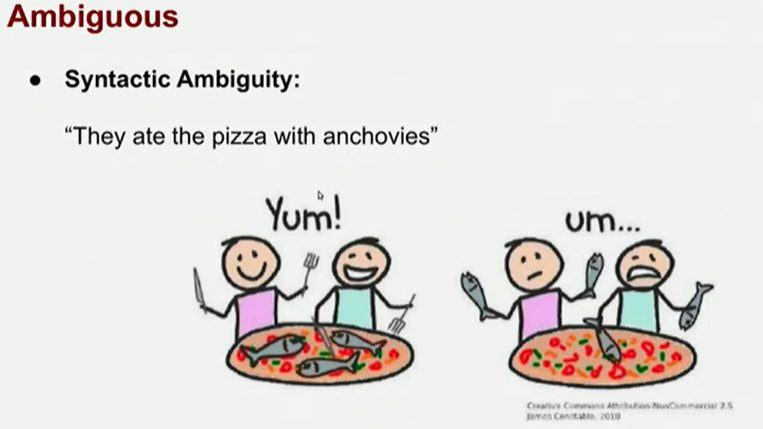 Ambiguous
● Syntactic Ambiguity:
“They ate the pizza with anchovies”
Yum!
um...
Creative Commons Attribution-NonCommercial 2.5
James Constable, 2010